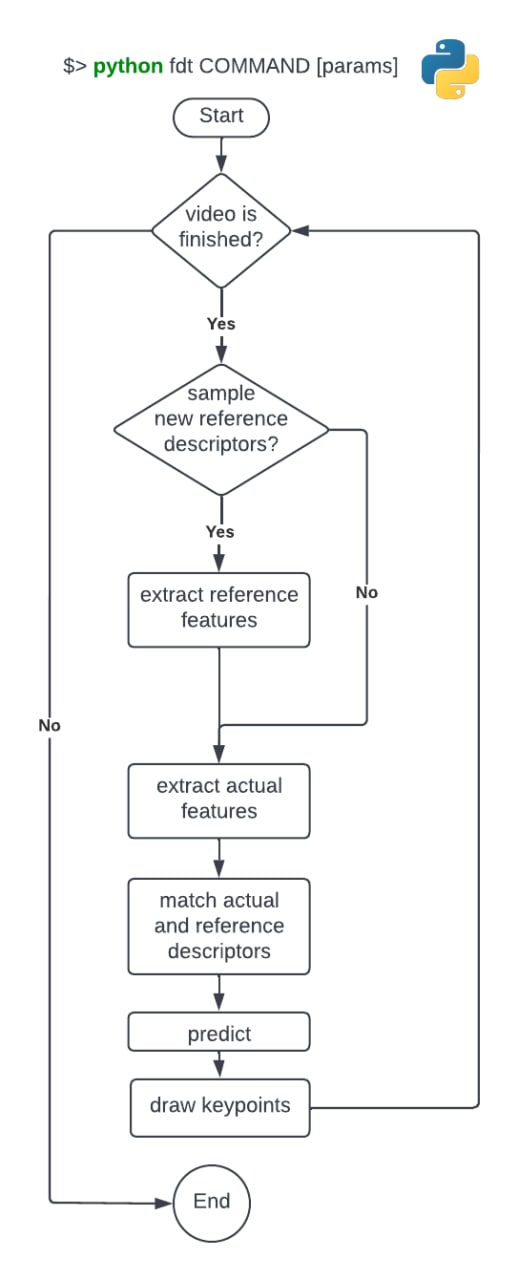 $> python fdt COMMAND [params]
Start
video is
finished?
Yes
sample
new reference
descriptors?
Yes
extract reference
features
No
No
extract actual
features
match actual
and reference
descriptors
predict
draw keypoints
End